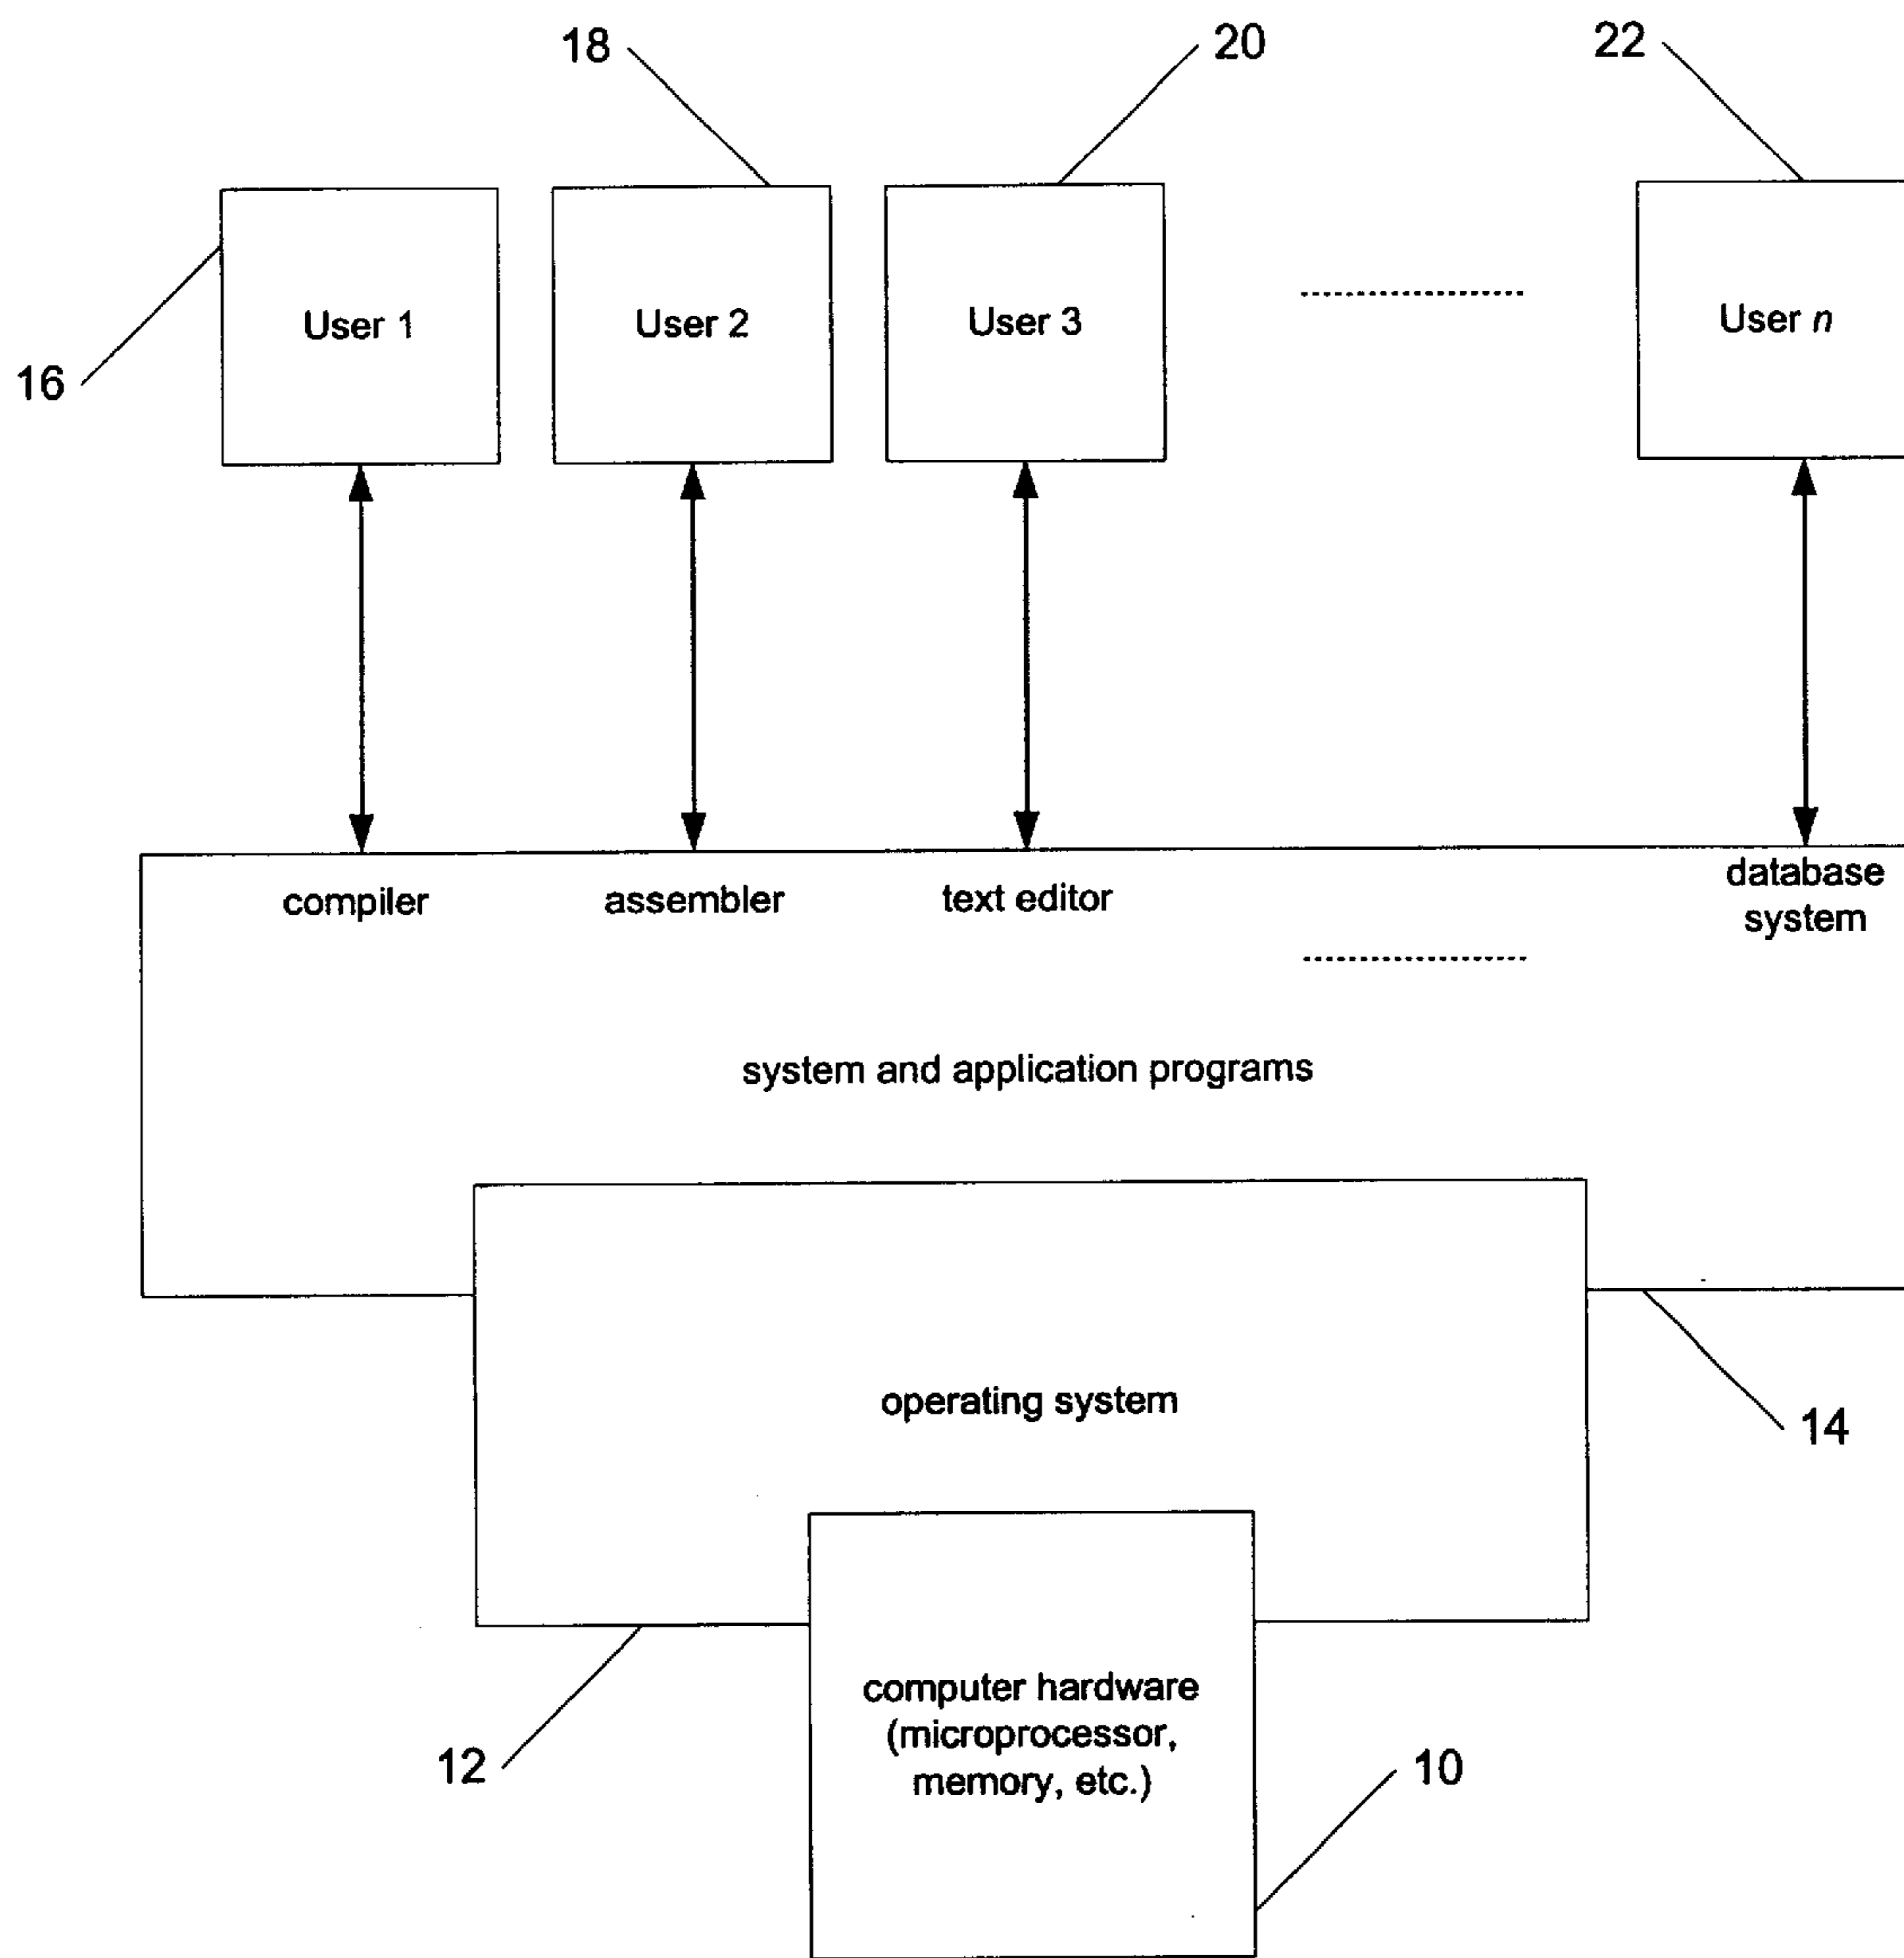 18
20
22
16
User 1
User 2
User 3
User n
compiler
assembler
text editor
database
system
system and application programs
operating system
14
12
computer hardware
(microprocessor,
memory, etc.)
10